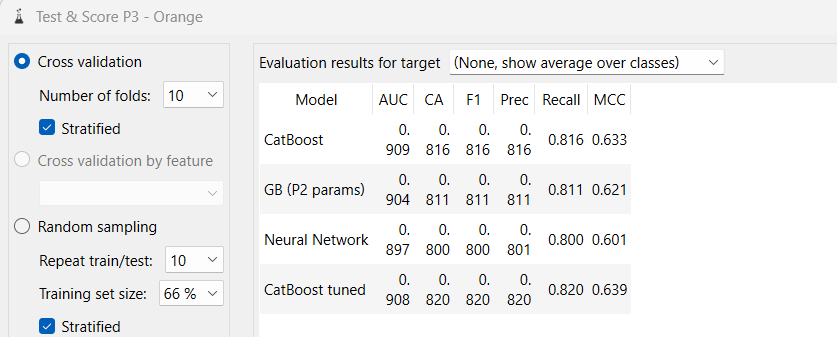 Test & Score P3 - Orange
Cross validation
Number of folds: 10
Stratified
Cross validation by feature
Random sampling
Repeat train/test: 10
Training set size: 66 %
Stratified
Evaluation results for target (None, show average over classes)
Model AUC CA F1 Prec Recall MCC
CatBoost 0.909 0.816 0.816 0.816 0.816 0.633
GB (P2 params) 0.904 0.811 0.811 0.811 0.811 0.621
Neural Network 0.897 0.800 0.800 0.801 0.800 0.601
CatBoost tuned 0.908 0.820 0.820 0.820 0.820 0.639